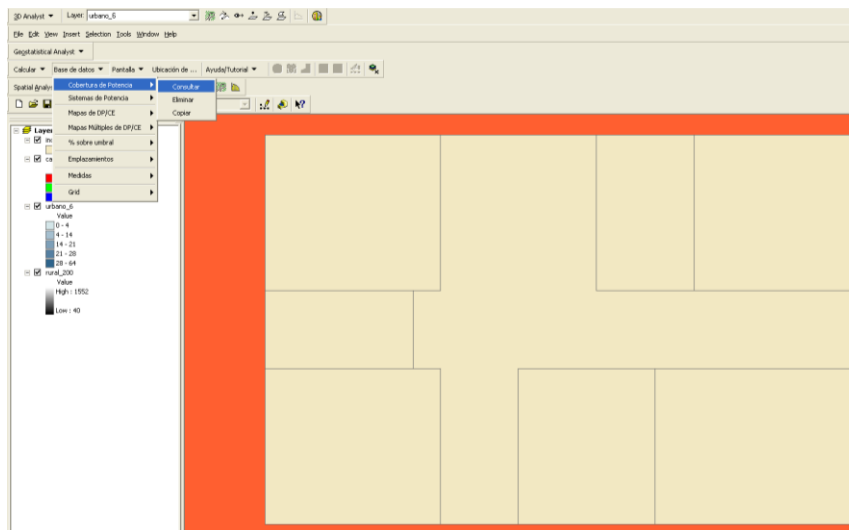 3D Analyst Layer: urbano_6
File Edit View Insert Selection Tools Window Help
Geostatistical Analyst
Calcular Base de datos Pantalla Ubicación de ... Ayuda/Tutorial
Spatial Analys
Cobertura de Potencia
Sistemas de Potencia
Mapas de DP/CE
Mapas Múltiples de DP/CE
% sobre umbral
Emplazamientos
Medidas
Grid
Consultar
Eliminar
Copiar
Laye
ca
urbano_6
Value
0 - 4
4 - 14
14 - 21
21 - 28
28 - 64
rural_200
Value
High : 1552
Low : 40